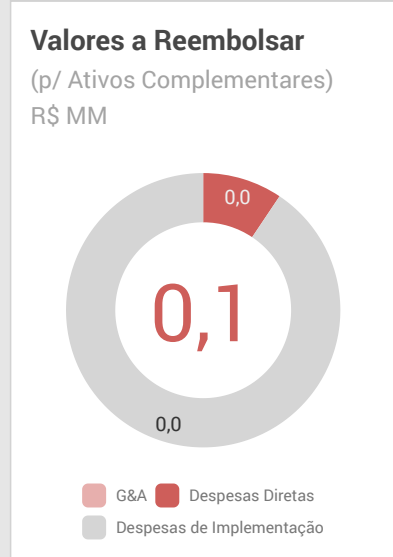 Valores a Reembolsar
(p/ Ativos Complementares)
R$ MM
0,0
0,1
0,0
G&A Despesas Diretas
Despesas de Implementação